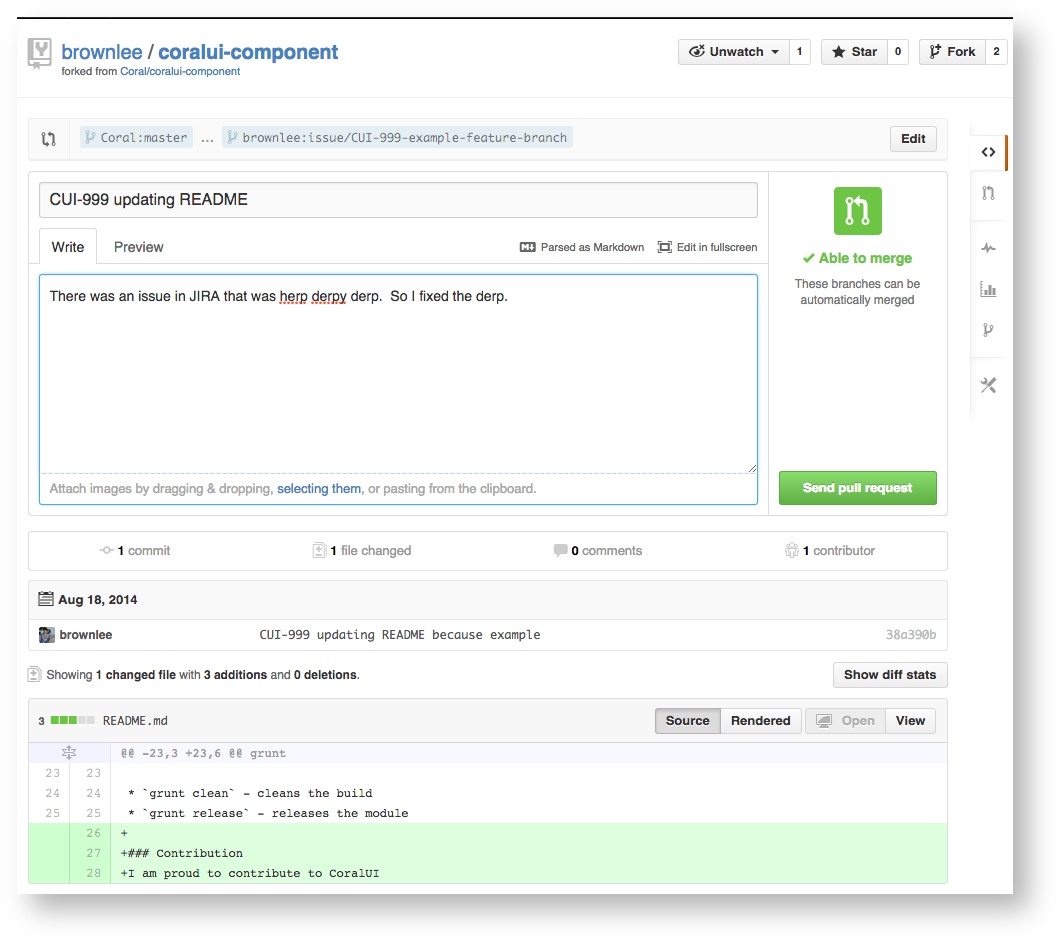 brownlee / coralui-component
forked from Coral/coralui-component
Unwatch 1 Star 0 Fork 2
Coral:master ... brownlee:issue/CUI-999-example-feature-branch Edit
CUI-999 updating README
Write Preview Parsed as Markdown Edit in fullscreen
There was an issue in JIRA that was herp derpy derp.  So I fixed the derp.
Attach images by dragging & dropping, selecting them, or pasting from the clipboard.
Able to merge
These branches can be
automatically merged
Send pull request
1 commit 1 file changed 0 comments 1 contributor
Aug 18, 2014
brownlee CUI-999 updating README because example 38a390b
Showing 1 changed file with 3 additions and 0 deletions. Show diff stats
3 README.md Source Rendered Open View
@@ -23,3 +23,6 @@ grunt
23 23
24 24 * `grunt clean` - cleans the build
25 25 * `grunt release` - releases the module
26 +
27 +### Contribution
28 +I am proud to contribute to CoralUI